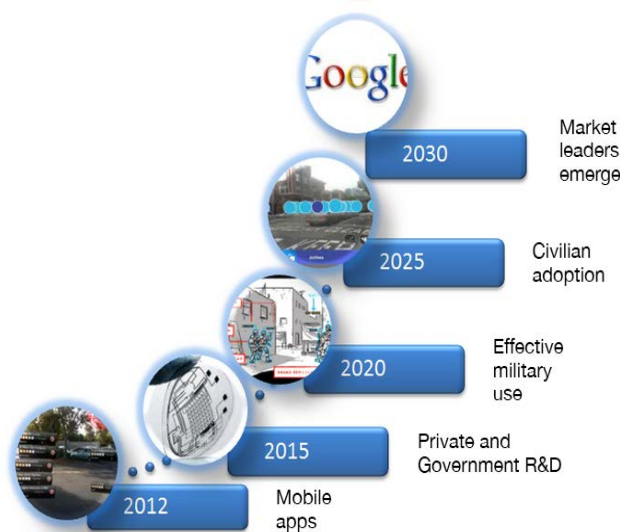 Google
2030
Market
leaders
emerge
2025
Civilian
adoption
2020
Effective
military
use
2015
Private and
Government R&D
2012
Mobile
apps